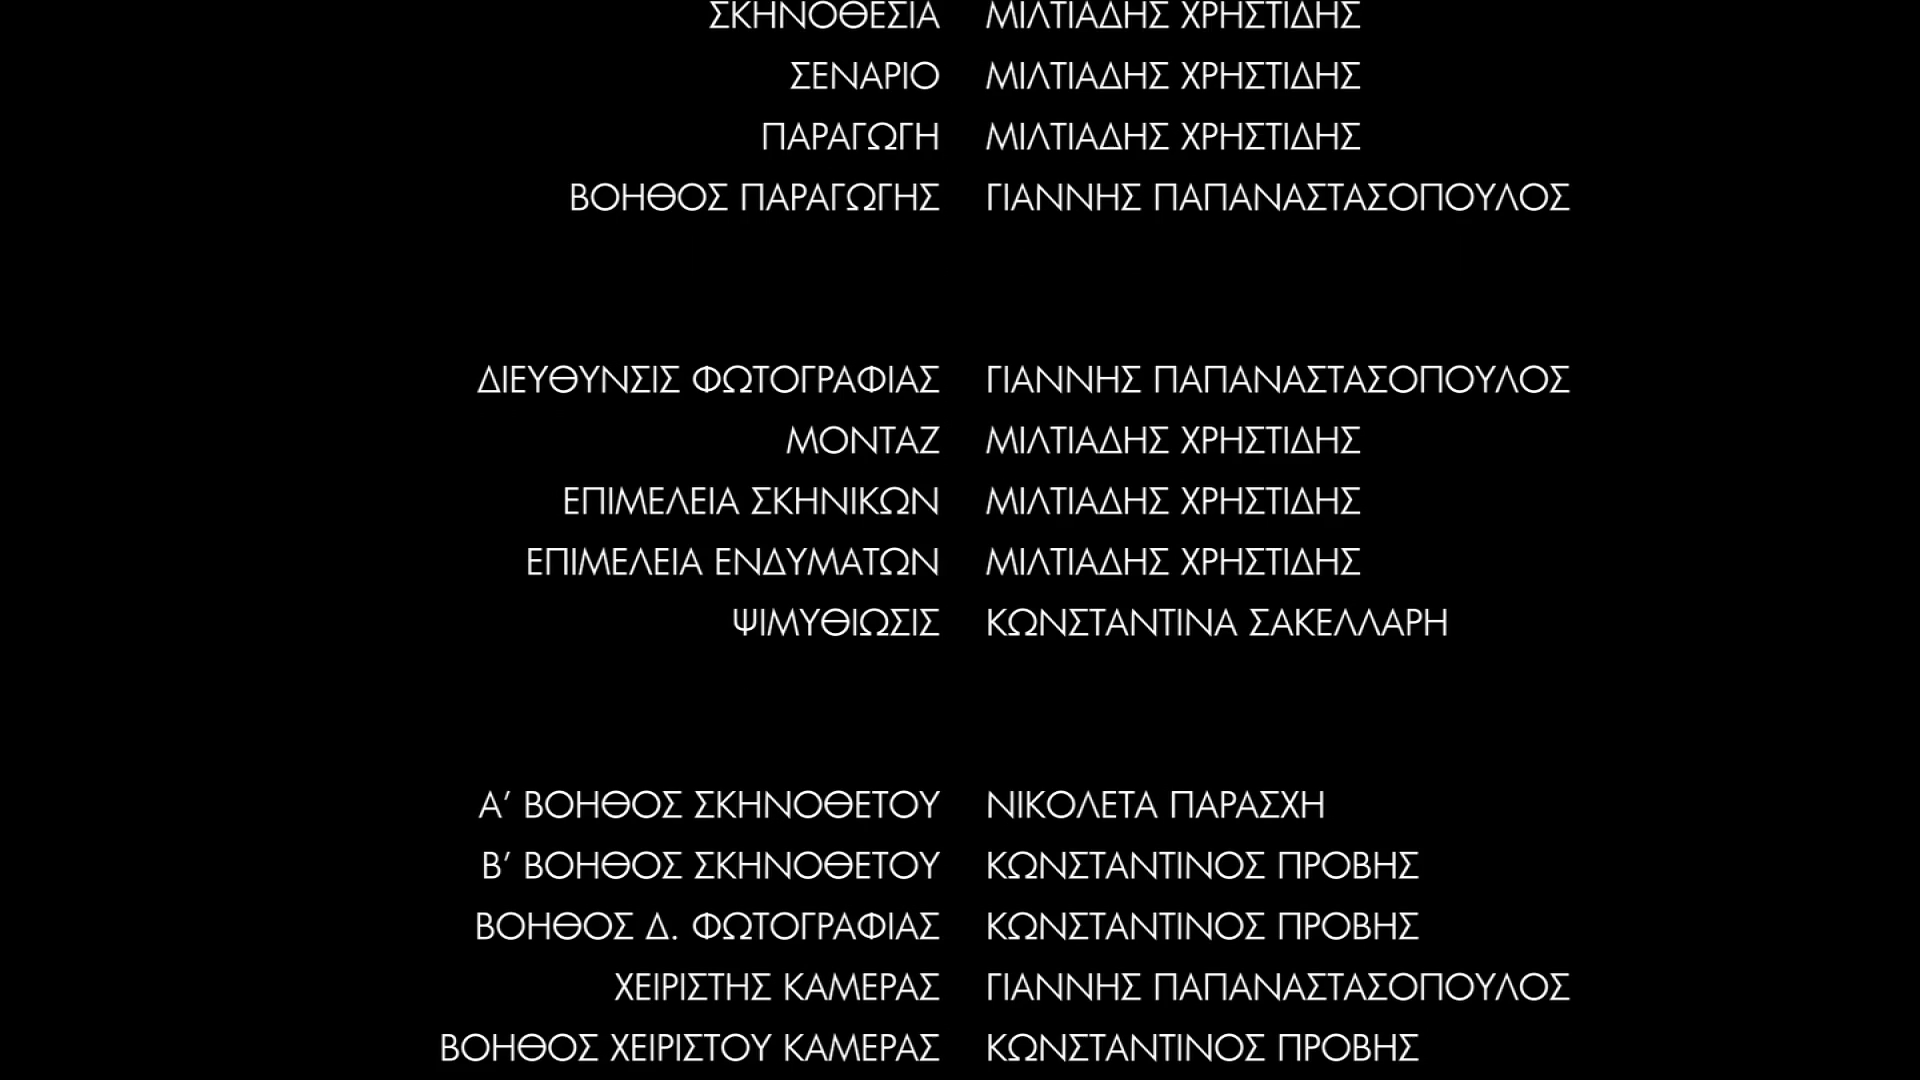 ΣΚΗΝΟΘΕΣΙΑ ΜΙΛΤΙΑΔΗΣ ΧΡΗΣΤΙΔΗΣ
ΣΕΝΑΡΙΟ ΜΙΛΤΙΑΔΗΣ ΧΡΗΣΤΙΔΗΣ
ΠΑΡΑΓΩΓΗ ΜΙΛΤΙΑΔΗΣ ΧΡΗΣΤΙΔΗΣ
ΒΟΗΘΟΣ ΠΑΡΑΓΩΓΗΣ ΓΙΑΝΝΗΣ ΠΑΠΑΝΑΣΤΑΣΟΠΟΥΛΟΣ
ΔΙΕΥΘΥΝΣΙΣ ΦΩΤΟΓΡΑΦΙΑΣ ΓΙΑΝΝΗΣ ΠΑΠΑΝΑΣΤΑΣΟΠΟΥΛΟΣ
ΜΟΝΤΑΖ ΜΙΛΤΙΑΔΗΣ ΧΡΗΣΤΙΔΗΣ
ΕΠΙΜΕΛΕΙΑ ΣΚΗΝΙΚΩΝ ΜΙΛΤΙΑΔΗΣ ΧΡΗΣΤΙΔΗΣ
ΕΠΙΜΕΛΕΙΑ ΕΝΔΥΜΑΤΩΝ ΜΙΛΤΙΑΔΗΣ ΧΡΗΣΤΙΔΗΣ
ΨΙΜΥΘΙΩΣΙΣ ΚΩΝΣΤΑΝΤΙΝΑ ΣΑΚΕΛΛΑΡΗ
Α’ ΒΟΗΘΟΣ ΣΚΗΝΟΘΕΤΟΥ ΝΙΚΟΛΕΤΑ ΠΑΡΑΣΧΗ
Β’ ΒΟΗΘΟΣ ΣΚΗΝΟΘΕΤΟΥ ΚΩΝΣΤΑΝΤΙΝΟΣ ΠΡΟΒΗΣ
ΒΟΗΘΟΣ Δ. ΦΩΤΟΓΡΑΦΙΑΣ ΚΩΝΣΤΑΝΤΙΝΟΣ ΠΡΟΒΗΣ
ΧΕΙΡΙΣΤΗΣ ΚΑΜΕΡΑΣ ΓΙΑΝΝΗΣ ΠΑΠΑΝΑΣΤΑΣΟΠΟΥΛΟΣ
ΒΟΗΘΟΣ ΧΕΙΡΙΣΤΟΥ ΚΑΜΕΡΑΣ ΚΩΝΣΤΑΝΤΙΝΟΣ ΠΡΟΒΗΣ